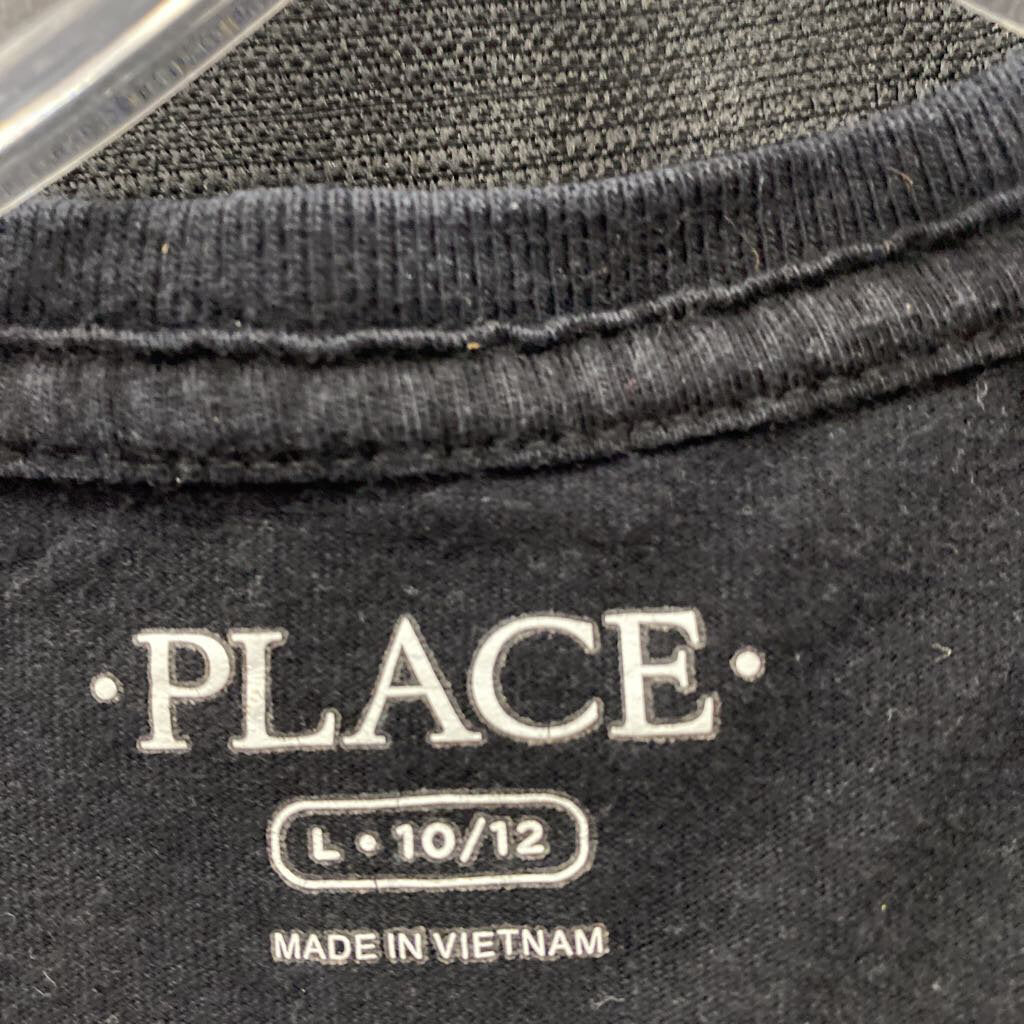 ·PLACE·
L • 10/12
MADE IN VIETNAM